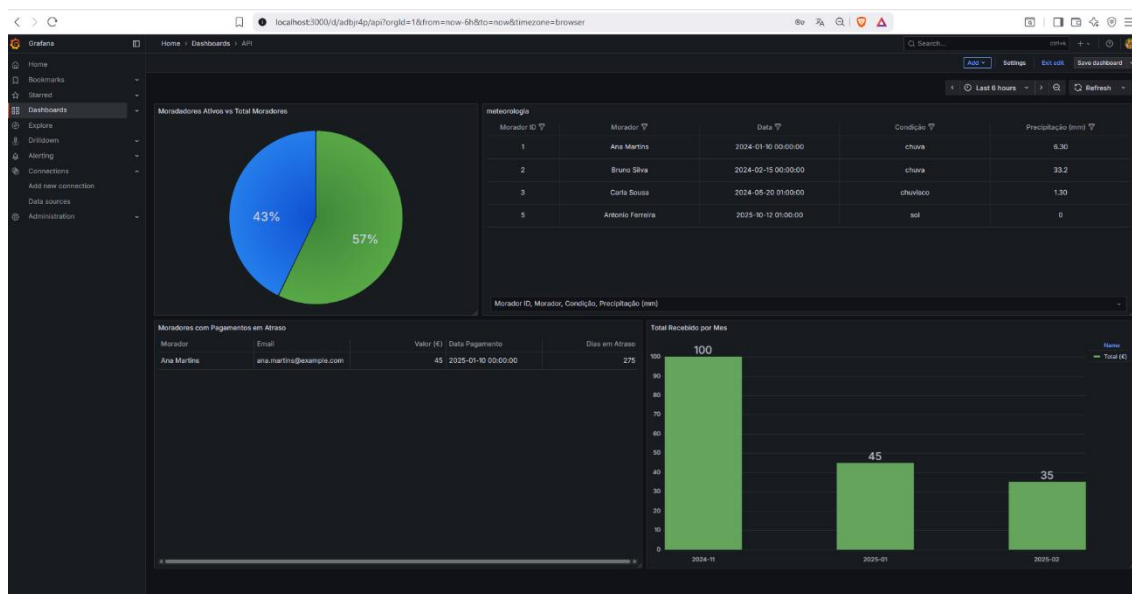 localhost:3000/d/adbjr4p/api?orgId=1&from=now-6h&to=now&timezone=browser
Grafana
Home › Dashboards › API
Search...
ctrl+k
Add
Settings
Exit edit
Save dashboard
Home
Bookmarks
Starred
Dashboards
Explore
Drilldown
Alerting
Connections
Add new connection
Data sources
Administration
Last 6 hours
Refresh
Moradadores Ativos vs Total Moradores
43%
57%
meteorologia
Morador ID Morador Data Condição Precipitação (mm)
1 Ana Martins 2024-01-10 00:00:00 chuva 6.30
2 Bruno Silva 2024-02-15 00:00:00 chuva 33.2
3 Carla Sousa 2024-05-20 01:00:00 chuvisco 1.30
5 Antonio Ferreira 2025-10-12 01:00:00 sol 0
Morador ID, Morador, Condição, Precipitação (mm)
Moradores com Pagamentos em Atraso
Morador Email Valor (€) Data Pagamento Dias em Atraso
Ana Martins ana.martins@example.com 45 2025-01-10 00:00:00 275
Total Recebido por Mes
100
90
80
70
60
50
40
30
20
10
0
100
45
35
2024-11
2025-01
2025-02
Name
Total (€)